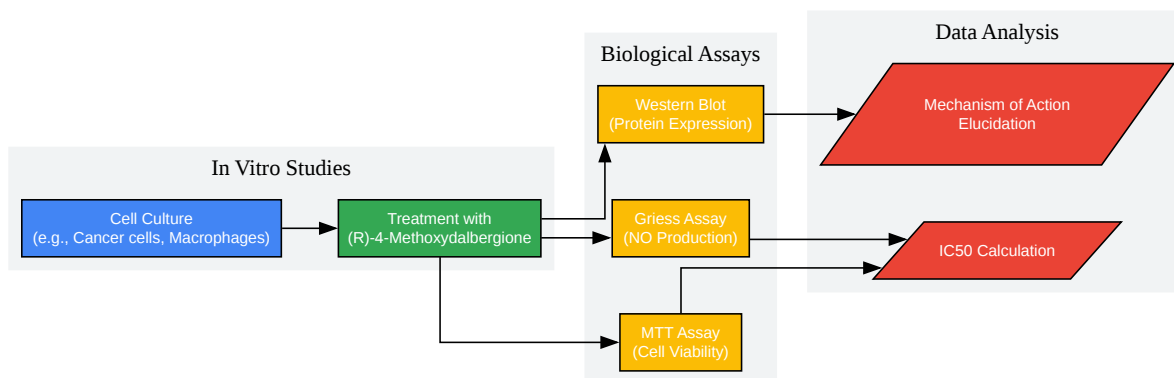 In Vitro Studies
Cell Culture
(e.g., Cancer cells, Macrophages)
Treatment with
(R)-4-Methoxydalbergione
Biological Assays
Western Blot
(Protein Expression)
Griess Assay
(NO Production)
MTT Assay
(Cell Viability)
Data Analysis
Mechanism of Action
Elucidation
IC50 Calculation